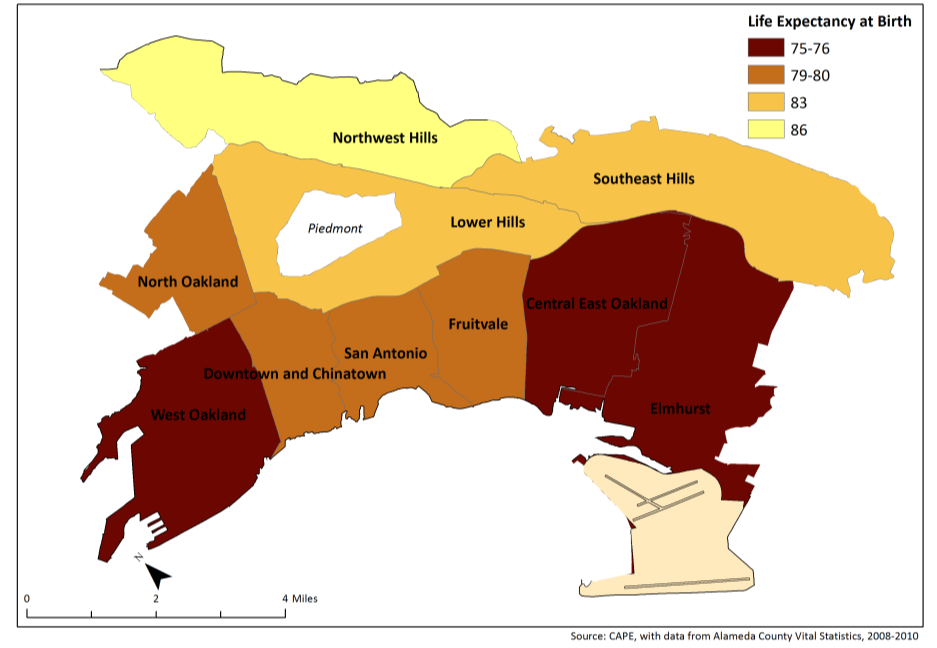 Life Expectancy at Birth
75-76
79-80
83
86
Northwest Hills
Southeast Hills
Lower Hills
Piedmont
North Oakland
Central East Oakland
Fruitvale
San Antonio
Downtown and Chinatown
West Oakland
Elmhurst
N
0 2 4 Miles
Source: CAPE, with data from Alameda County Vital Statistics, 2008-2010